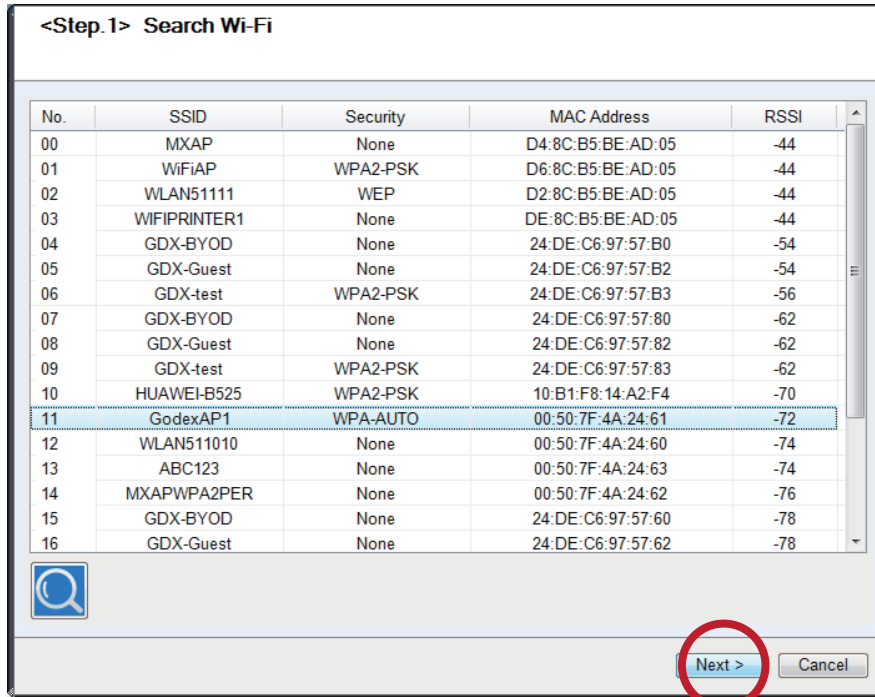 <Step.1> Search Wi-Fi
No. SSID Security MAC Address RSSI
00 MXAP None D4:8C:B5:BE:AD:05 -44
01 WiFiAP WPA2-PSK D6:8C:B5:BE:AD:05 -44
02 WLAN51111 WEP D2:8C:B5:BE:AD:05 -44
03 WIFIPRINTER1 None DE:8C:B5:BE:AD:05 -44
04 GDX-BYOD None 24:DE:C6:97:57:B0 -54
05 GDX-Guest None 24:DE:C6:97:57:B2 -54
06 GDX-test WPA2-PSK 24:DE:C6:97:57:B3 -56
07 GDX-BYOD None 24:DE:C6:97:57:80 -62
08 GDX-Guest None 24:DE:C6:97:57:82 -62
09 GDX-test WPA2-PSK 24:DE:C6:97:57:83 -62
10 HUAWEI-B525 WPA2-PSK 10:B1:F8:14:A2:F4 -70
11 GodexAP1 WPA-AUTO 00:50:7F:4A:24:61 -72
12 WLAN511010 None 00:50:7F:4A:24:60 -74
13 ABC123 None 00:50:7F:4A:24:63 -74
14 MXAPWPA2PER None 00:50:7F:4A:24:62 -76
15 GDX-BYOD None 24:DE:C6:97:57:60 -78
16 GDX-Guest None 24:DE:C6:97:57:62 -78
Next > Cancel